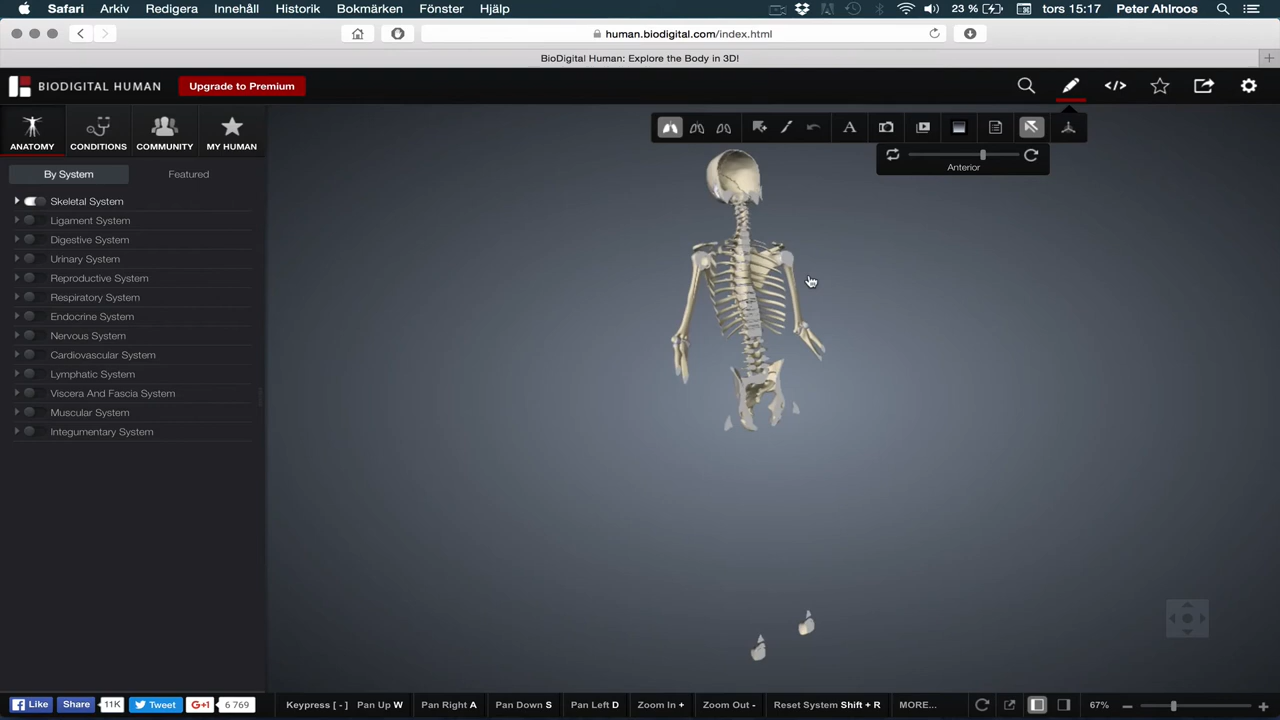 Safari Arkiv Redigera Innehåll Historik Bokmärken Fönster Hjälp 23 % tors 15:17 Peter Ahlroos
human.biodigital.com/index.html
BioDigital Human: Explore the Body in 3D!
BIODIGITAL HUMAN Upgrade to Premium
ANATOMY CONDITIONS COMMUNITY MY HUMAN
A
Anterior
By System Featured
Skeletal System
Ligament System
Digestive System
Urinary System
Reproductive System
Respiratory System
Endocrine System
Nervous System
Cardiovascular System
Lymphatic System
Viscera And Fascia System
Muscular System
Integumentary System
Like Share 11K Tweet G+1 6 769 Keypress [ - ] Pan Up W Pan Right A Pan Down S Pan Left D Zoom In + Zoom Out - Reset System Shift + R MORE... 67%